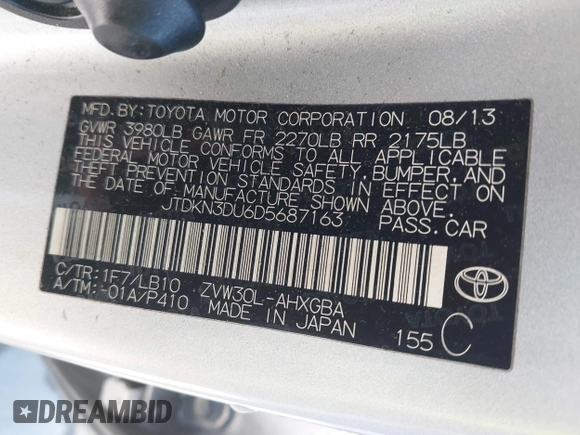 MFD.BY:TOYOTA MOTOR CORPORATION 08/13
GVWR 3980LB GAWR FR 2270LB RR 2175LB
THIS VEHICLE CONFORMS TO ALL APPLICABLE
FEDERAL MOTOR VEHICLE SAFETY,BUMPER,AND
THEFT PREVENTION STANDARDS IN EFFECT ON
THE DATE OF MANUFACTURE SHOWN ABOVE.
JTDKN3DU6D5687163 PASS.CAR
C/TR:1F7/LB10 ZVW30L-AHXGBA
A/TM:-01A/P410 MADE IN JAPAN
155 C
TOYOTA
DREAMBID